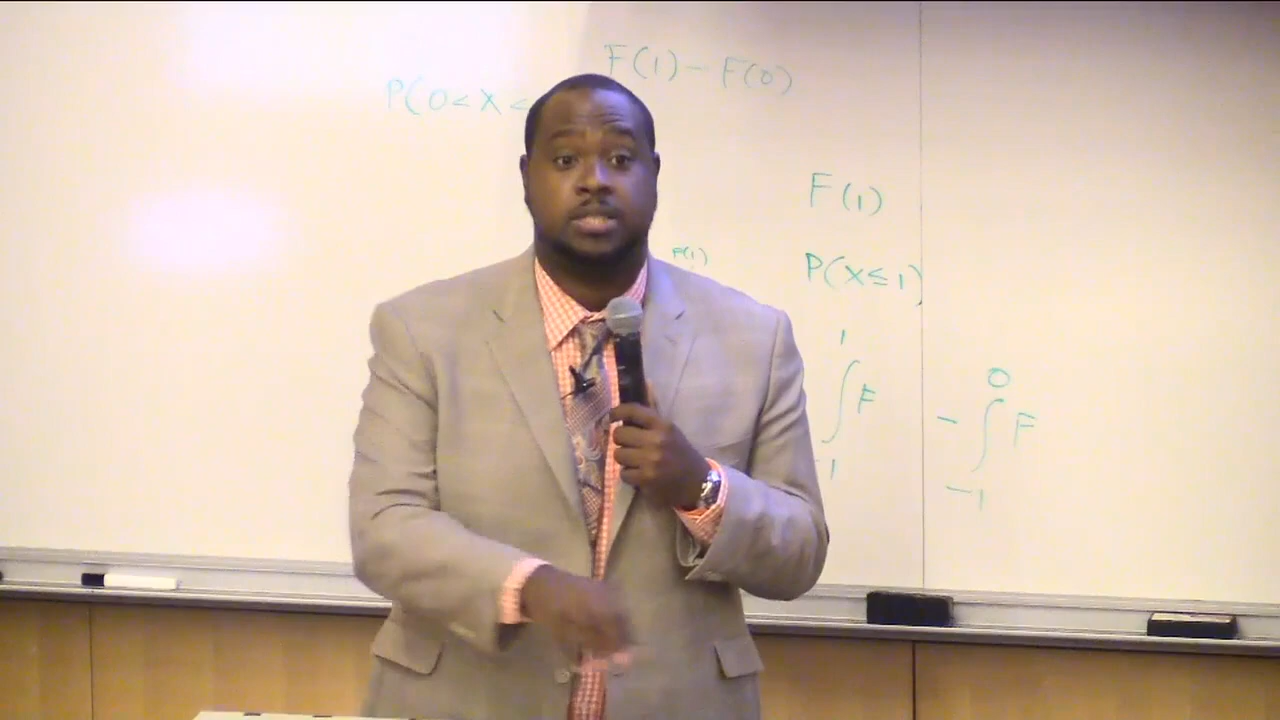 F(1) - F(0)
P(0 < X <
F(1)
F(1)
P(X ≤ 1)
1
∫ F
-1
0
- ∫ F
-1